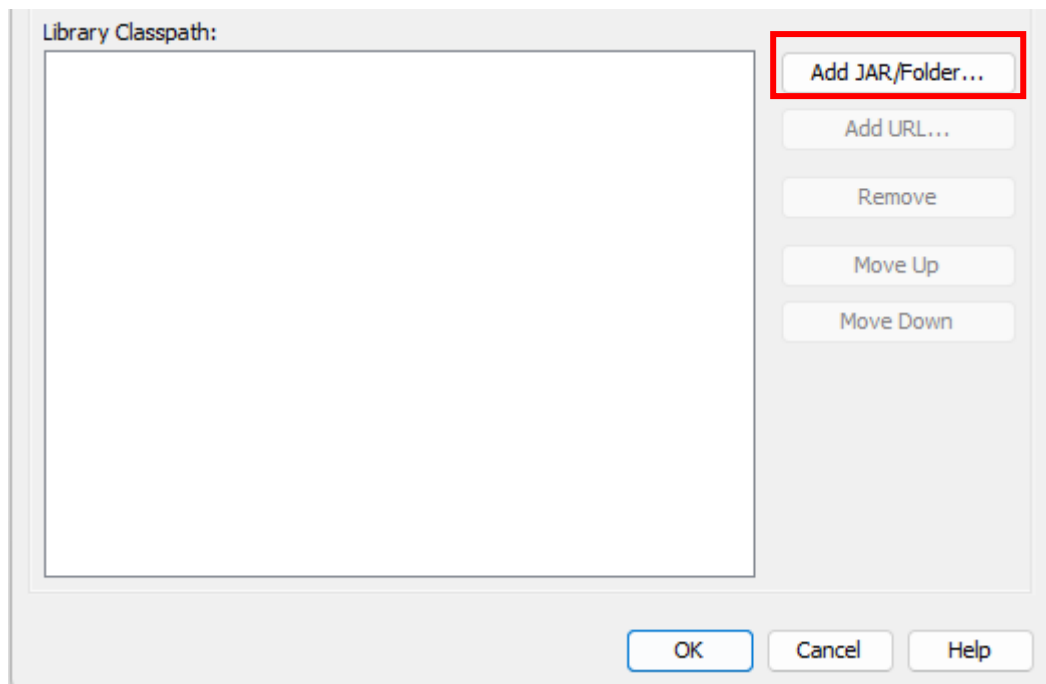 Library Classpath:
Add JAR/Folder...
Add URL...
Remove
Move Up
Move Down
OK
Cancel
Help